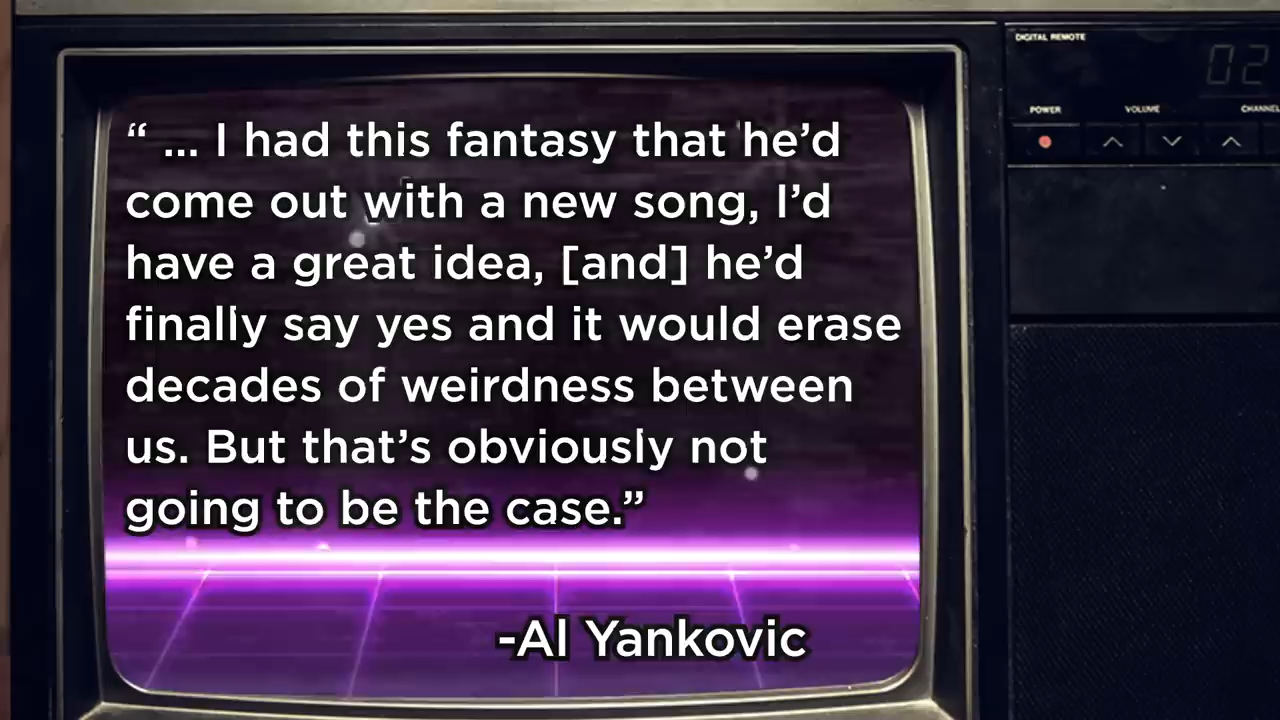 “ ... I had this fantasy that he’d
come out with a new song, I’d
have a great idea, [and] he’d
finally say yes and it would erase
decades of weirdness between
us. But that’s obviously not
going to be the case.”
-Al Yankovic
DIGITAL REMOTE
02
POWER VOLUME CHANNEL